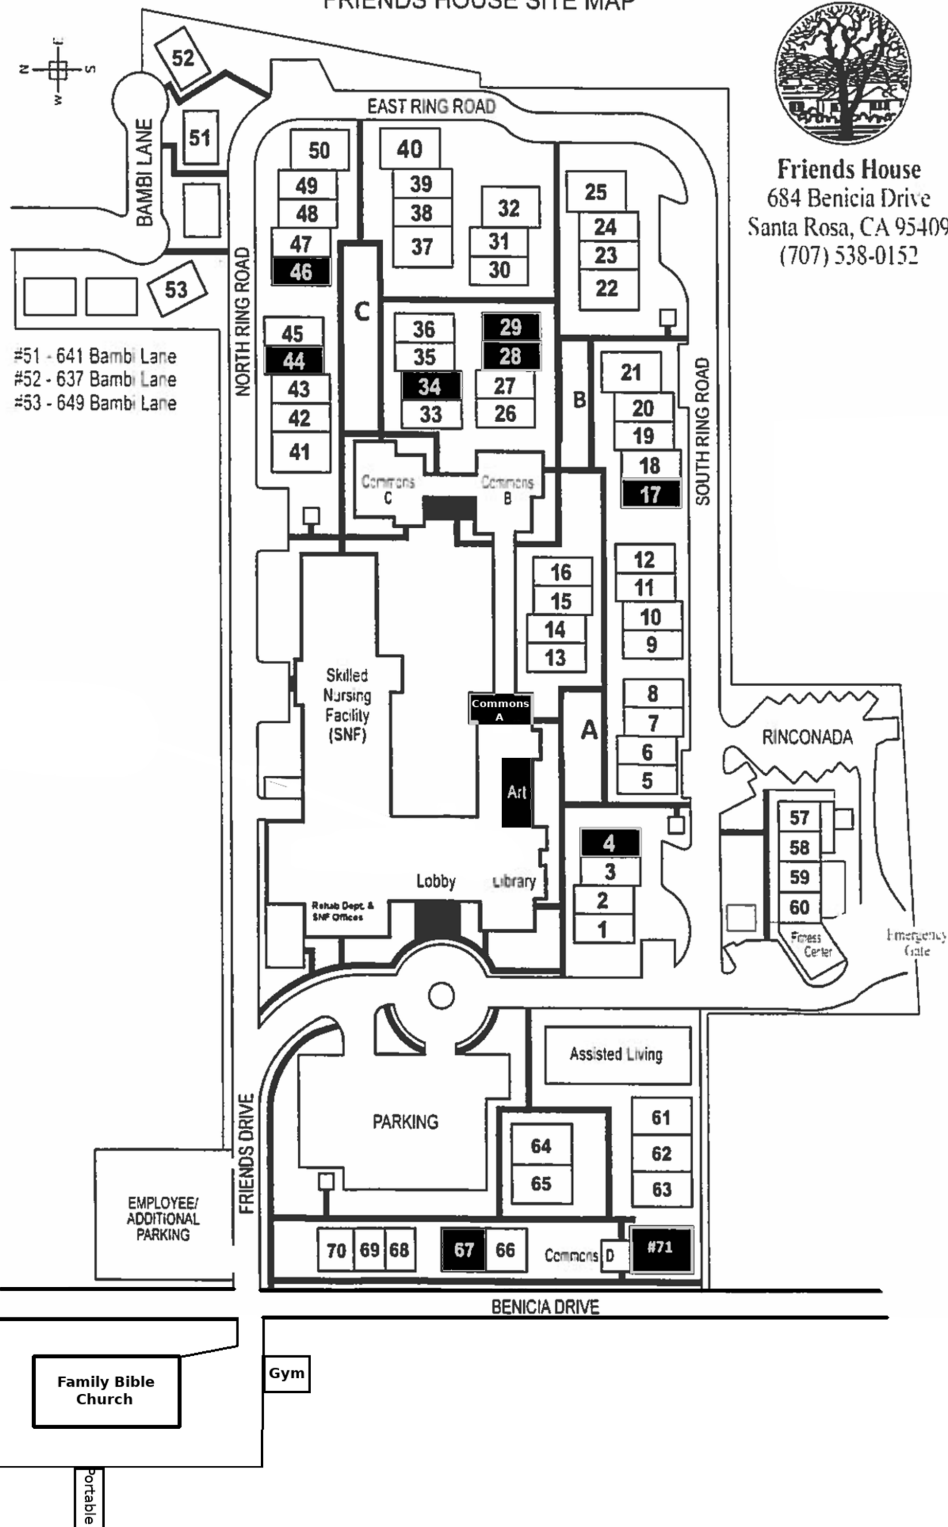 FRIENDS HOUSE SITE MAP
E
N
S
W
52
51
BAMBI LANE
53
#51 - 641 Bambi Lane
#52 - 637 Bambi Lane
#53 - 649 Bambi Lane
EAST RING ROAD
Friends House
684 Benicia Drive
Santa Rosa, CA 95409
(707) 538-0152
NORTH RING ROAD
50
49
48
47
46
45
44
43
42
41
C
40
39
38
37
32
31
30
36
35
34
33
29
28
27
26
25
24
23
22
B
21
20
19
18
17
SOUTH RING ROAD
Commons
C
Commons
B
12
11
10
9
16
15
14
13
8
7
6
5
A
Skilled
Nursing
Facility
(SNF)
Commons
A
Art
RINCONADA
4
3
2
1
57
58
59
60
Fitness
Center
Emergency
Gate
Lobby
Library
Rehab Dept. &
SNF Offices
Assisted Living
PARKING
61
62
63
64
65
FRIENDS DRIVE
EMPLOYEE/
ADDITIONAL
PARKING
70 69 68
67 66
Commons D
#71
BENICIA DRIVE
Family Bible
Church
Gym
Portable